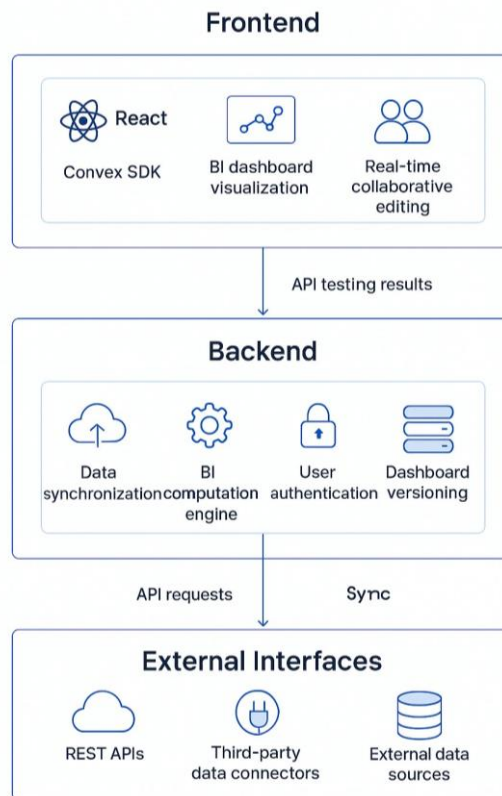 Frontend
React
Convex SDK
BI dashboard
visualization
Real-time
collaborative
editing
API testing results
Backend
Data
synchronization
BI
computation
engine
User
authentication
Dashboard
versioning
API requests
Sync
External Interfaces
REST APIs
Third-party
data connectors
External data
sources